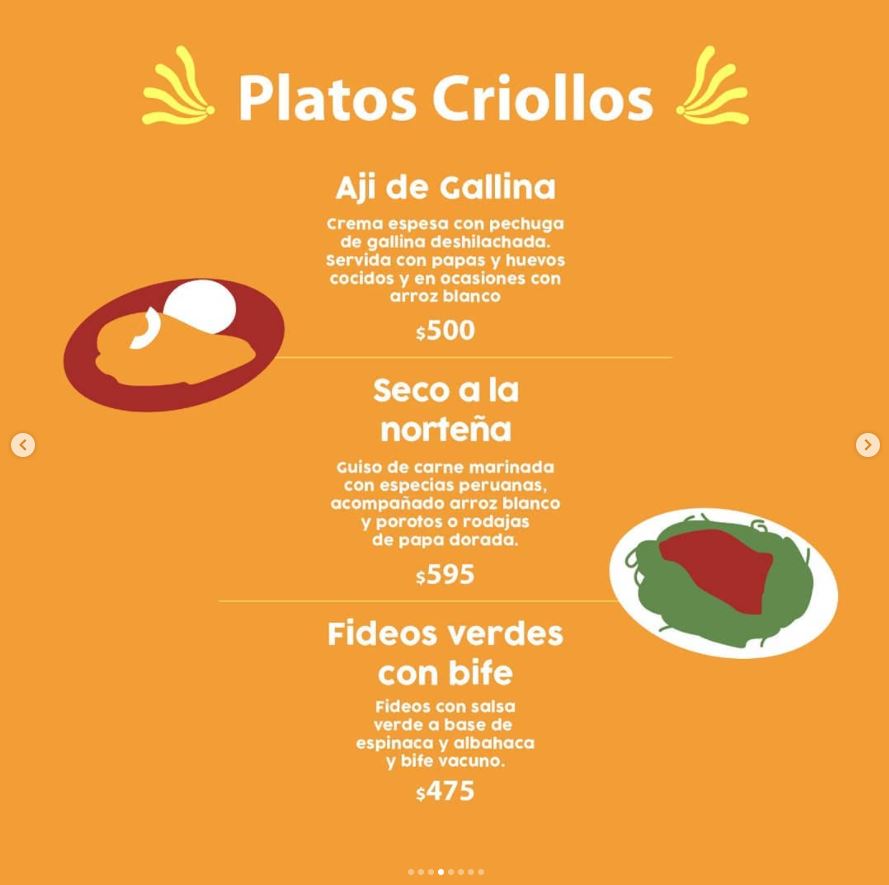 Platos Criollos
Aji de Gallina
Crema espesa con pechuga
de gallina deshilachada.
Servida con papas y huevos
cocidos y en ocasiones con
arroz blanco
$500
Seco a la
norteña
Guiso de carne marinada
con especias peruanas,
acompañado arroz blanco
y porotos o rodajas
de papa dorada.
$595
Fideos verdes
con bife
Fideos con salsa
verde a base de
espinaca y albahaca
y bife vacuno.
$475